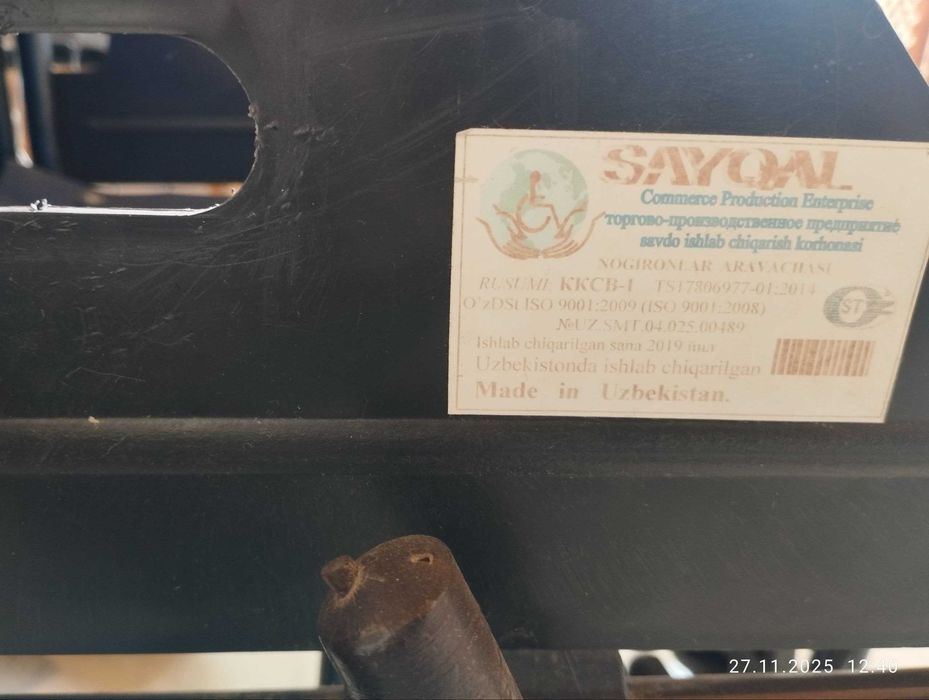 SAYQAL
Commerce Production Enterprise
торгово-производственное предприятие
savdo ishlab chiqarish korhonasi
NOGIRONLAR ARAVACHASI
RUSUMI KKCB-1 TS17806977-01:2014
O'zDSt ISO 9001:2009 (ISO 9001:2008)
№UZ.SMT.04.025.00489
ST
Ishlab chiqarilgan sana 2019 йил
Uzbekistonda ishlab chiqarilgan
Made in Uzbekistan.
27.11.2025 12:40